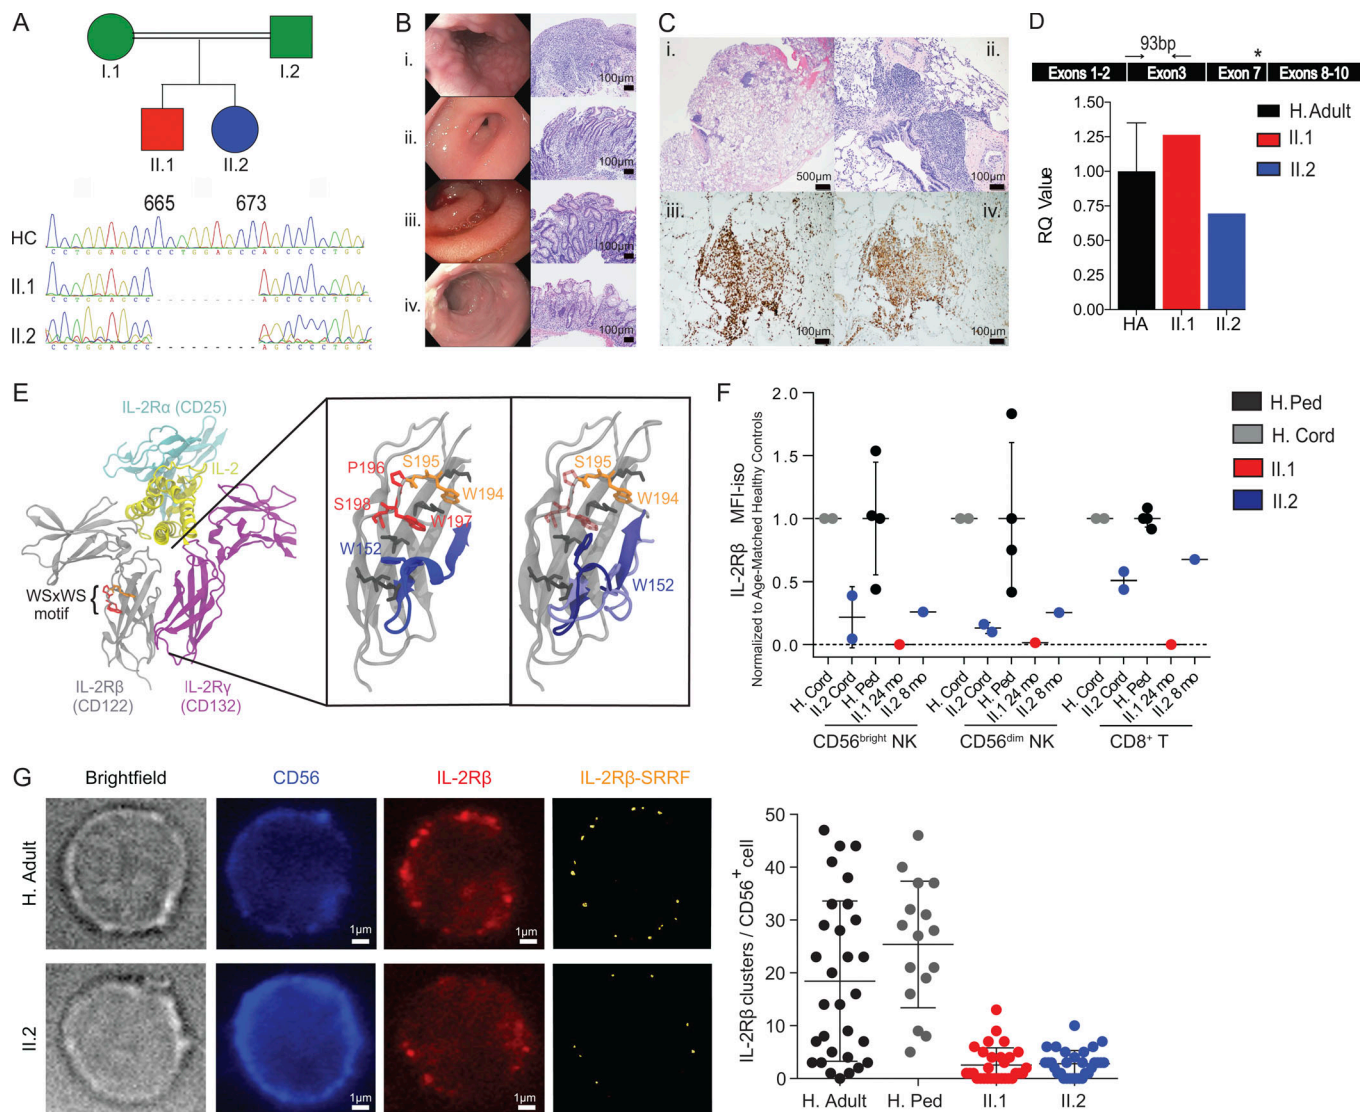 A
I.1
I.2
II.1
II.2
665
673
HC
C C T G G A G C C C C T G G A G C C A G C C C C T G G
II.1
C C T G G A G C C - - - - - - - - - A G C C C C T G G
II.2
C C T G G A G C C - - - - - - - - - A G C C C C T G G C
B
i.
100µm
ii.
100µm
iii.
100µm
iv.
100µm
C
i.
500µm
ii.
100µm
iii.
100µm
iv.
100µm
D
93bp
*
Exons 1-2
Exon3
Exon 7
Exons 8-10
RQ Value
1.50
1.25
1.00
0.75
0.50
0.25
0.00
HA
II.1
II.2
H. Adult
II.1
II.2
E
IL-2Rα (CD25)
IL-2
WSxWS
motif
IL-2Rβ
(CD122)
IL-2Rγ
(CD132)
P196
S195
W194
S198
W197
W152
S195
W194
W152
F
IL-2Rβ MFI-iso
Normalized to Age-Matched Healthy Controls
2.0
1.5
1.0
0.5
0.0
H. Cord
II.2 Cord
H. Ped
II.1 24 mo
II.2 8 mo
H. Cord
II.2 Cord
H. Ped
II.1 24 mo
II.2 8 mo
H. Cord
II.2 Cord
H. Ped
II.1 24 mo
II.2 8 mo
CD56bright NK
CD56dim NK
CD8+ T
H. Ped
H. Cord
II.1
II.2
G
Brightfield
CD56
IL-2Rβ
IL-2Rβ-SRRF
H. Adult
1µm
1µm
II.2
1µm
1µm
IL-2Rβ clusters / CD56+ cell
50
40
30
20
10
0
H. Adult
H. Ped
II.1
II.2